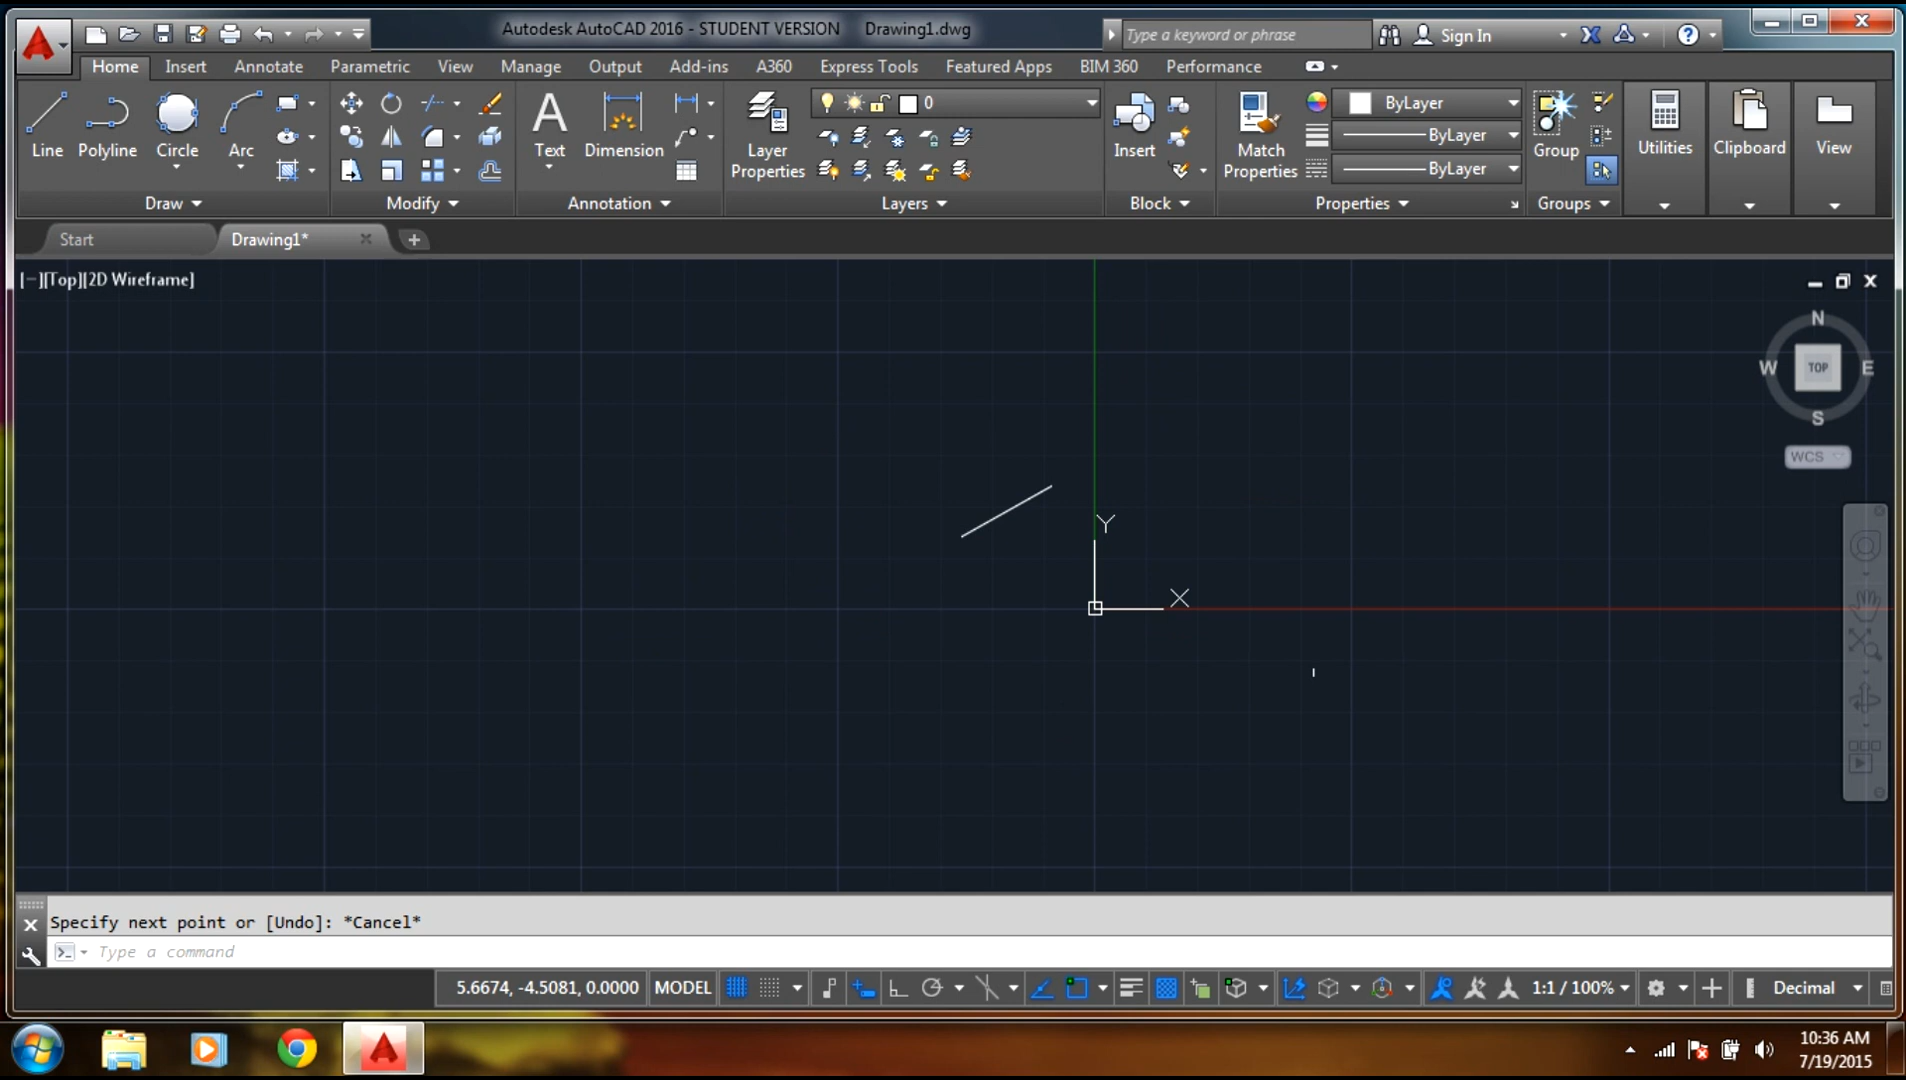 Autodesk AutoCAD 2016 - STUDENT VERSION    Drawing1.dwg
Type a keyword or phrase
Sign In
Home Insert Annotate Parametric View Manage Output Add-ins A360 Express Tools Featured Apps BIM 360 Performance
0
ByLayer
ByLayer
ByLayer
Line Polyline Circle Arc
Text Dimension
Layer Properties
Insert
Match Properties
Group
Utilities Clipboard View
Draw Modify Annotation Layers Block Properties Groups
Start
Drawing1*
[−][Top][2D Wireframe]
N
W TOP E
S
WCS
Y
X
Specify next point or [Undo]: *Cancel*
Type a command
5.6674, -4.5081, 0.0000 MODEL 1:1 / 100% Decimal
10:36 AM
7/19/2015